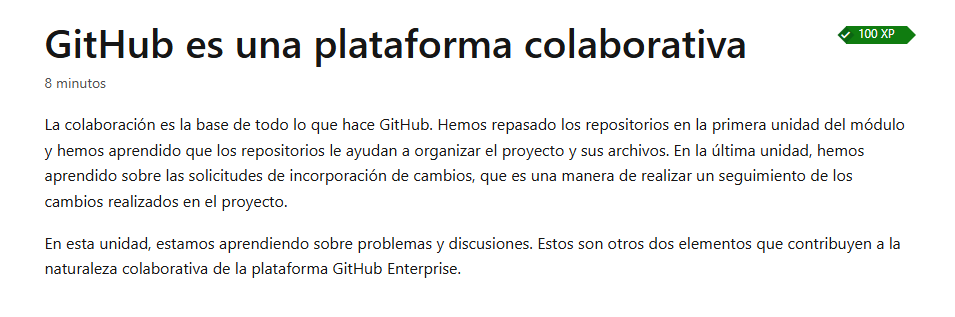 GitHub es una plataforma colaborativa
100 XP
8 minutos
La colaboración es la base de todo lo que hace GitHub. Hemos repasado los repositorios en la primera unidad del módulo
y hemos aprendido que los repositorios le ayudan a organizar el proyecto y sus archivos. En la última unidad, hemos
aprendido sobre las solicitudes de incorporación de cambios, que es una manera de realizar un seguimiento de los
cambios realizados en el proyecto.
En esta unidad, estamos aprendiendo sobre problemas y discusiones. Estos son otros dos elementos que contribuyen a la
naturaleza colaborativa de la plataforma GitHub Enterprise.